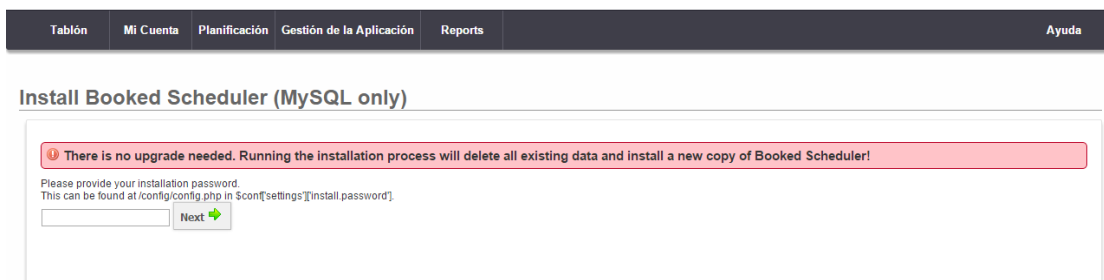 Tablón Mi Cuenta Planificación Gestión de la Aplicación Reports Ayuda
Install Booked Scheduler (MySQL only)
There is no upgrade needed. Running the installation process will delete all existing data and install a new copy of Booked Scheduler!
Please provide your installation password.
This can be found at /config/config.php in $conf['settings']['install.password'].
Next